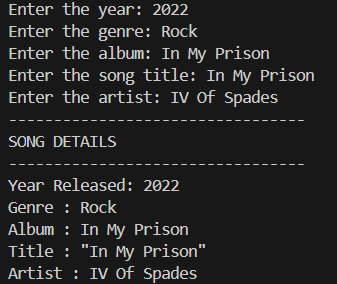 Enter the year: 2022
Enter the genre: Rock
Enter the album: In My Prison
Enter the song title: In My Prison
Enter the artist: IV Of Spades
---------------------------------
SONG DETAILS
---------------------------------
Year Released: 2022
Genre : Rock
Album : In My Prison
Title : "In My Prison"
Artist : IV Of Spades